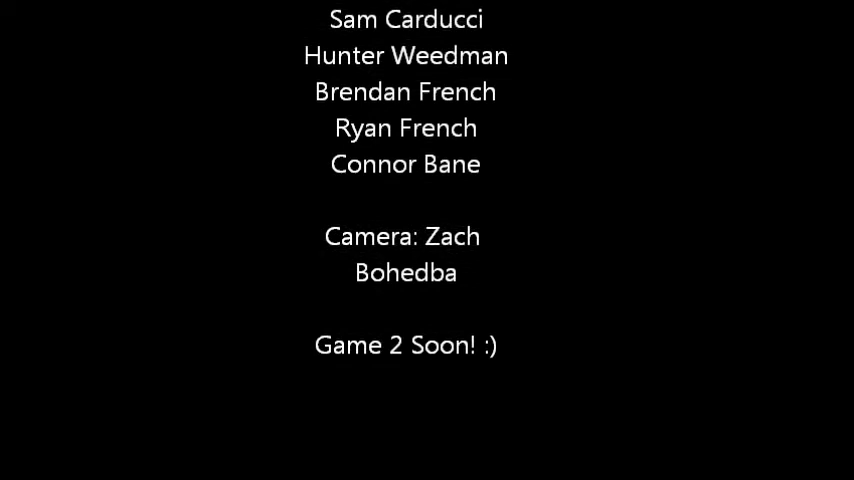 Sam Carducci
Hunter Weedman
Brendan French
Ryan French
Connor Bane
Camera: Zach
Bohedba
Game 2 Soon! :)